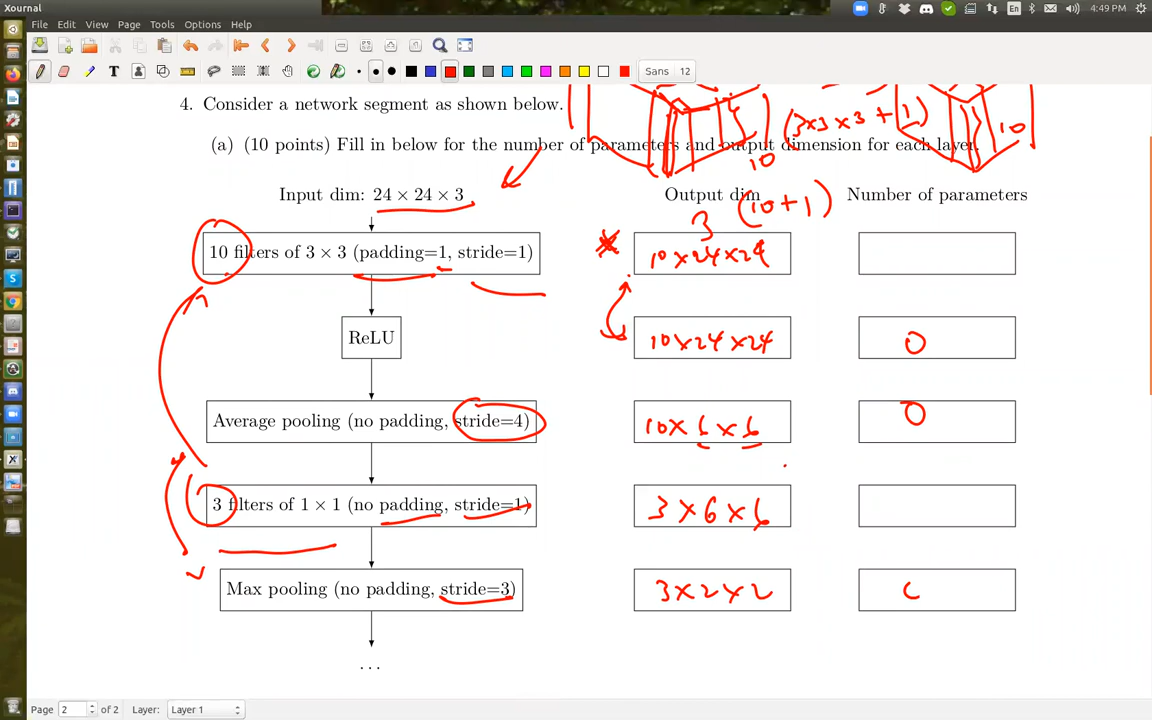 Xournal
En
4:49 PM
File Edit View Page Tools Options Help
Sans 12
4. Consider a network segment as shown below.
(3x3x3 + 1)
10
(a) (10 points) Fill in below for the number of parameters and output dimension for each layer.
10
Input dim: 24 × 24 × 3
Output dim
Number of parameters
3 (10+1)
10 filters of 3 × 3 (padding=1, stride=1)
10×24×24
ReLU
10×24×24
0
Average pooling (no padding, stride=4)
10×6×6
0
3 filters of 1 × 1 (no padding, stride=1)
3×6×6
Max pooling (no padding, stride=3)
3×2×2
...
Page 2 of 2 Layer: Layer 1